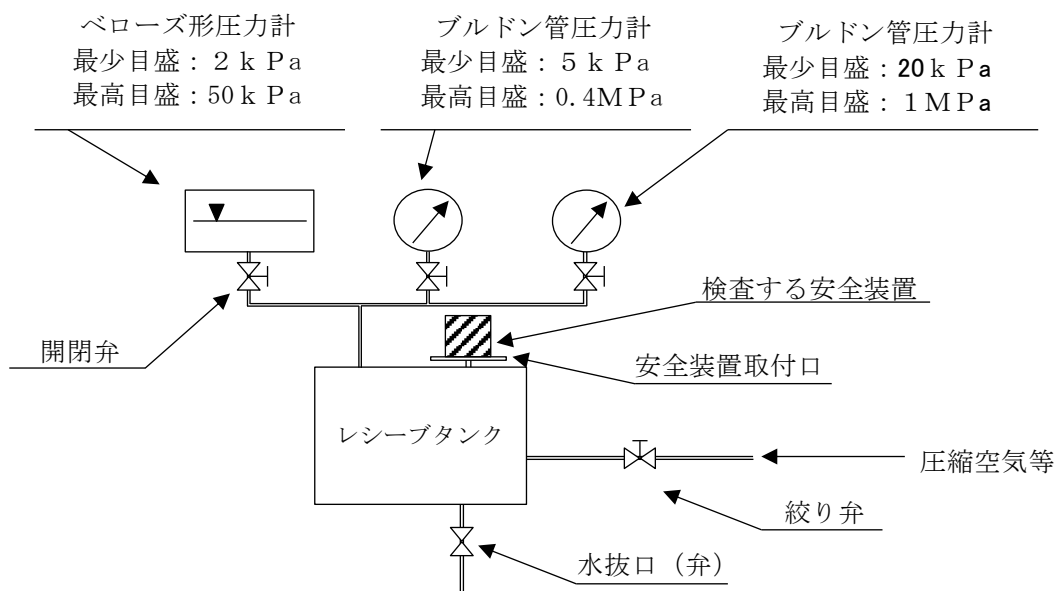 ベローズ形圧力計
最少目盛：2ｋPa
最高目盛：50ｋPa
ブルドン管圧力計
最少目盛：5ｋPa
最高目盛：0.4MPa
ブルドン管圧力計
最少目盛：20ｋPa
最高目盛：1MPa
検査する安全装置
開閉弁
安全装置取付口
レシーブタンク
圧縮空気等
絞り弁
水抜口（弁）